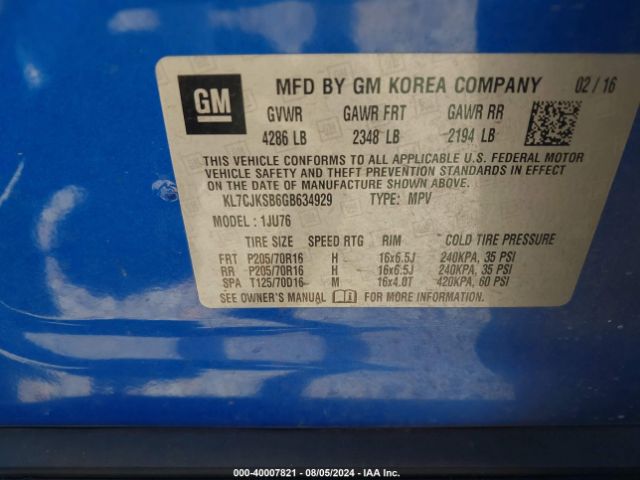 GM
MFD BY GM KOREA COMPANY 02/16
GVWR GAWR FRT GAWR RR
4286 LB 2348 LB 2194 LB
THIS VEHICLE CONFORMS TO ALL APPLICABLE U.S. FEDERAL MOTOR
VEHICLE SAFETY AND THEFT PREVENTION STANDARDS IN EFFECT
ON THE DATE OF MANUFACTURE SHOWN ABOVE.
KL7CJKSB6GB634929 TYPE: MPV
MODEL : 1JU76
TIRE SIZE SPEED RTG RIM COLD TIRE PRESSURE
FRT P205/70R16 H 16x6.5J 240KPA, 35 PSI
RR P205/70R16 H 16x6.5J 240KPA, 35 PSI
SPA T125/70D16 M 16x4.0T 420KPA, 60 PSI
SEE OWNER'S MANUAL FOR MORE INFORMATION.
000-40007821 - 08/05/2024 - IAA Inc.